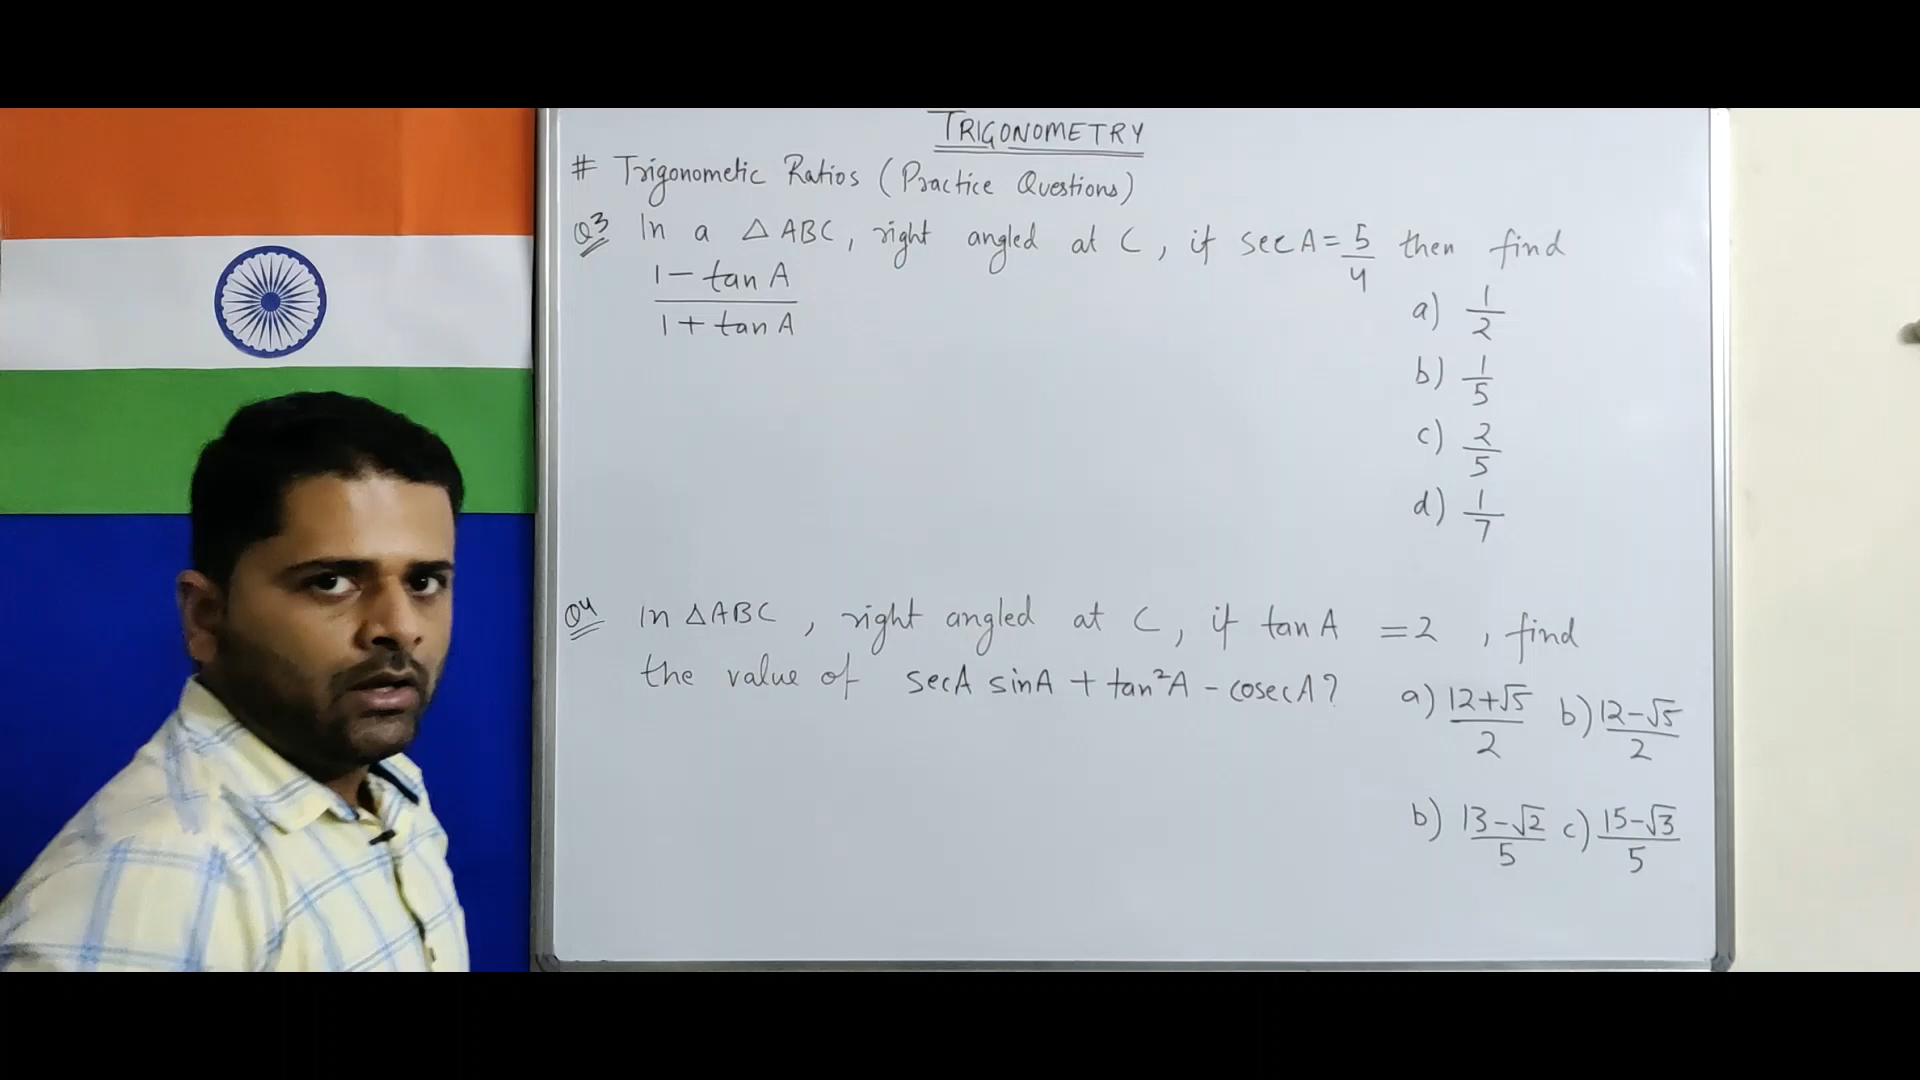 TRIGONOMETRY
# Trigonometic Ratios (Practice Questions)
Q3 In a △ ABC, right angled at C, if sec A = 5/4 then find
1 - tan A / 1 + tan A
a) 1/2
b) 1/5
c) 2/5
d) 1/7
Q4 In △ABC, right angled at C, if tan A = 2, find
the value of secA sinA + tan²A - cosecA?
a) 12+√5/2 b) 12-√5/2
b) 13-√2/5 c) 15-√3/5